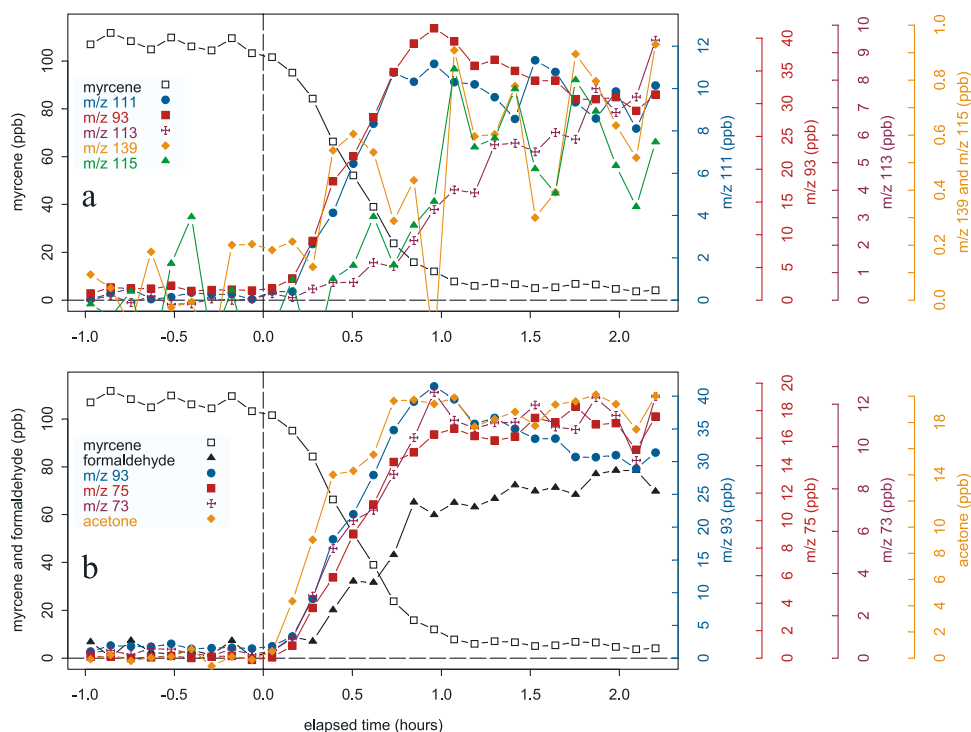 myrcene (ppb)
0 20 40 60 80 100
myrcene
m/z 111
m/z 93
m/z 113
m/z 139
m/z 115
a
-1.0 -0.5 0.0 0.5 1.0 1.5 2.0
m/z 111 (ppb)
0 2 4 6 8 10 12
m/z 93 (ppb)
0 5 10 15 20 25 30 35 40
m/z 113 (ppb)
0 1 2 3 4 5 6 7 8 9 10
m/z 139 and m/z 115 (ppb)
0.0 0.2 0.4 0.6 0.8 1.0
myrcene and formaldehyde (ppb)
0 20 40 60 80 100
myrcene
formaldehyde
m/z 93
m/z 75
m/z 73
acetone
b
-1.0 -0.5 0.0 0.5 1.0 1.5 2.0
elapsed time (hours)
m/z 93 (ppb)
0 5 10 15 20 25 30 35 40
m/z 75 (ppb)
0 2 4 6 8 10 12 14 16 18 20
m/z 73 (ppb)
0 2 4 6 8 10 12
acetone (ppb)
0 2 4 6 8 10 12 14 16 18